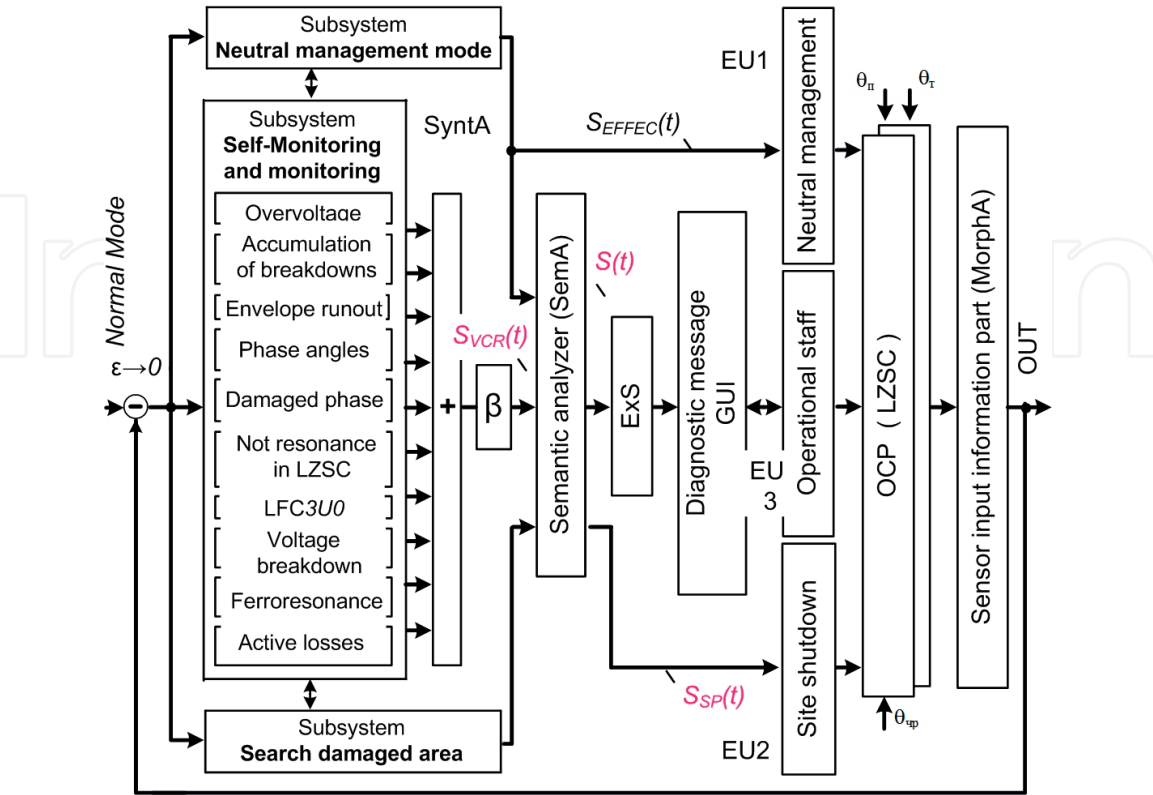 Subsystem
Neutral management mode
Subsystem
Self-Monitoring
and monitoring
Overvoltage
Accumulation
of breakdowns
Envelope runout
Phase angles
Damaged phase
Not resonance
in LZSC
LFC3U0
Voltage
breakdown
Ferroresonance
Active losses
Subsystem
Search damaged area
Normal Mode
ε→0
−
SyntA
+
β
S_VCR(t)
S_EFFEC(t)
Semantic analyzer (SemA)
S(t)
ExS
S_SP(t)
Diagnostic message
GUI
EU1
Neutral management
EU
3
Operational staff
EU2
Site shutdown
θп
θт
OCP ( LZSC )
θчр
Sensor input information part (MorphA)
OUT